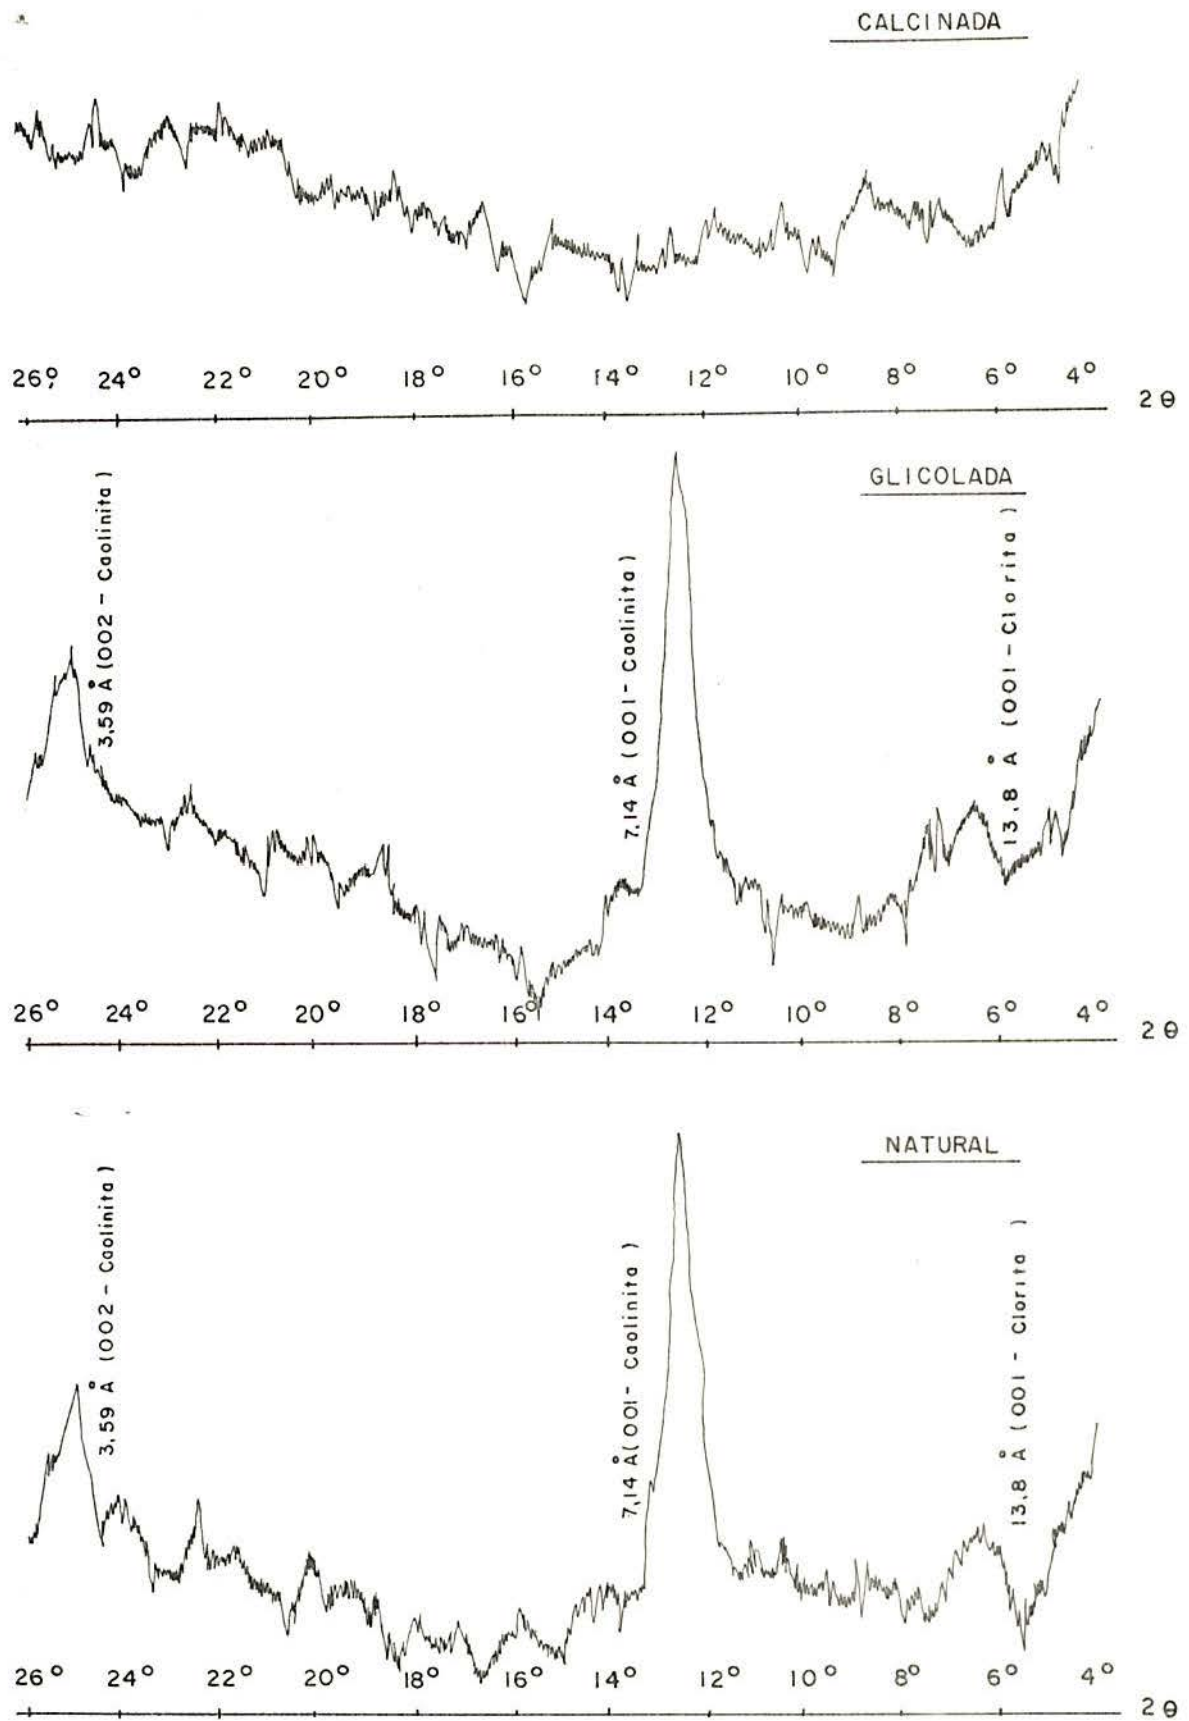 CALCINADA
26° 24° 22° 20° 18° 16° 14° 12° 10° 8° 6° 4°
2θ
GLICOLADA
3,59 Å (002 - Caolinita)
7,14 Å (001 - Caolinita)
13,8 Å (001 - Clorita)
26° 24° 22° 20° 18° 16° 14° 12° 10° 8° 6° 4°
2θ
NATURAL
3,59 Å (002 - Caolinita)
7,14 Å (001 - Caolinita)
13,8 Å (001 - Clorita)
26° 24° 22° 20° 18° 16° 14° 12° 10° 8° 6° 4°
2θ